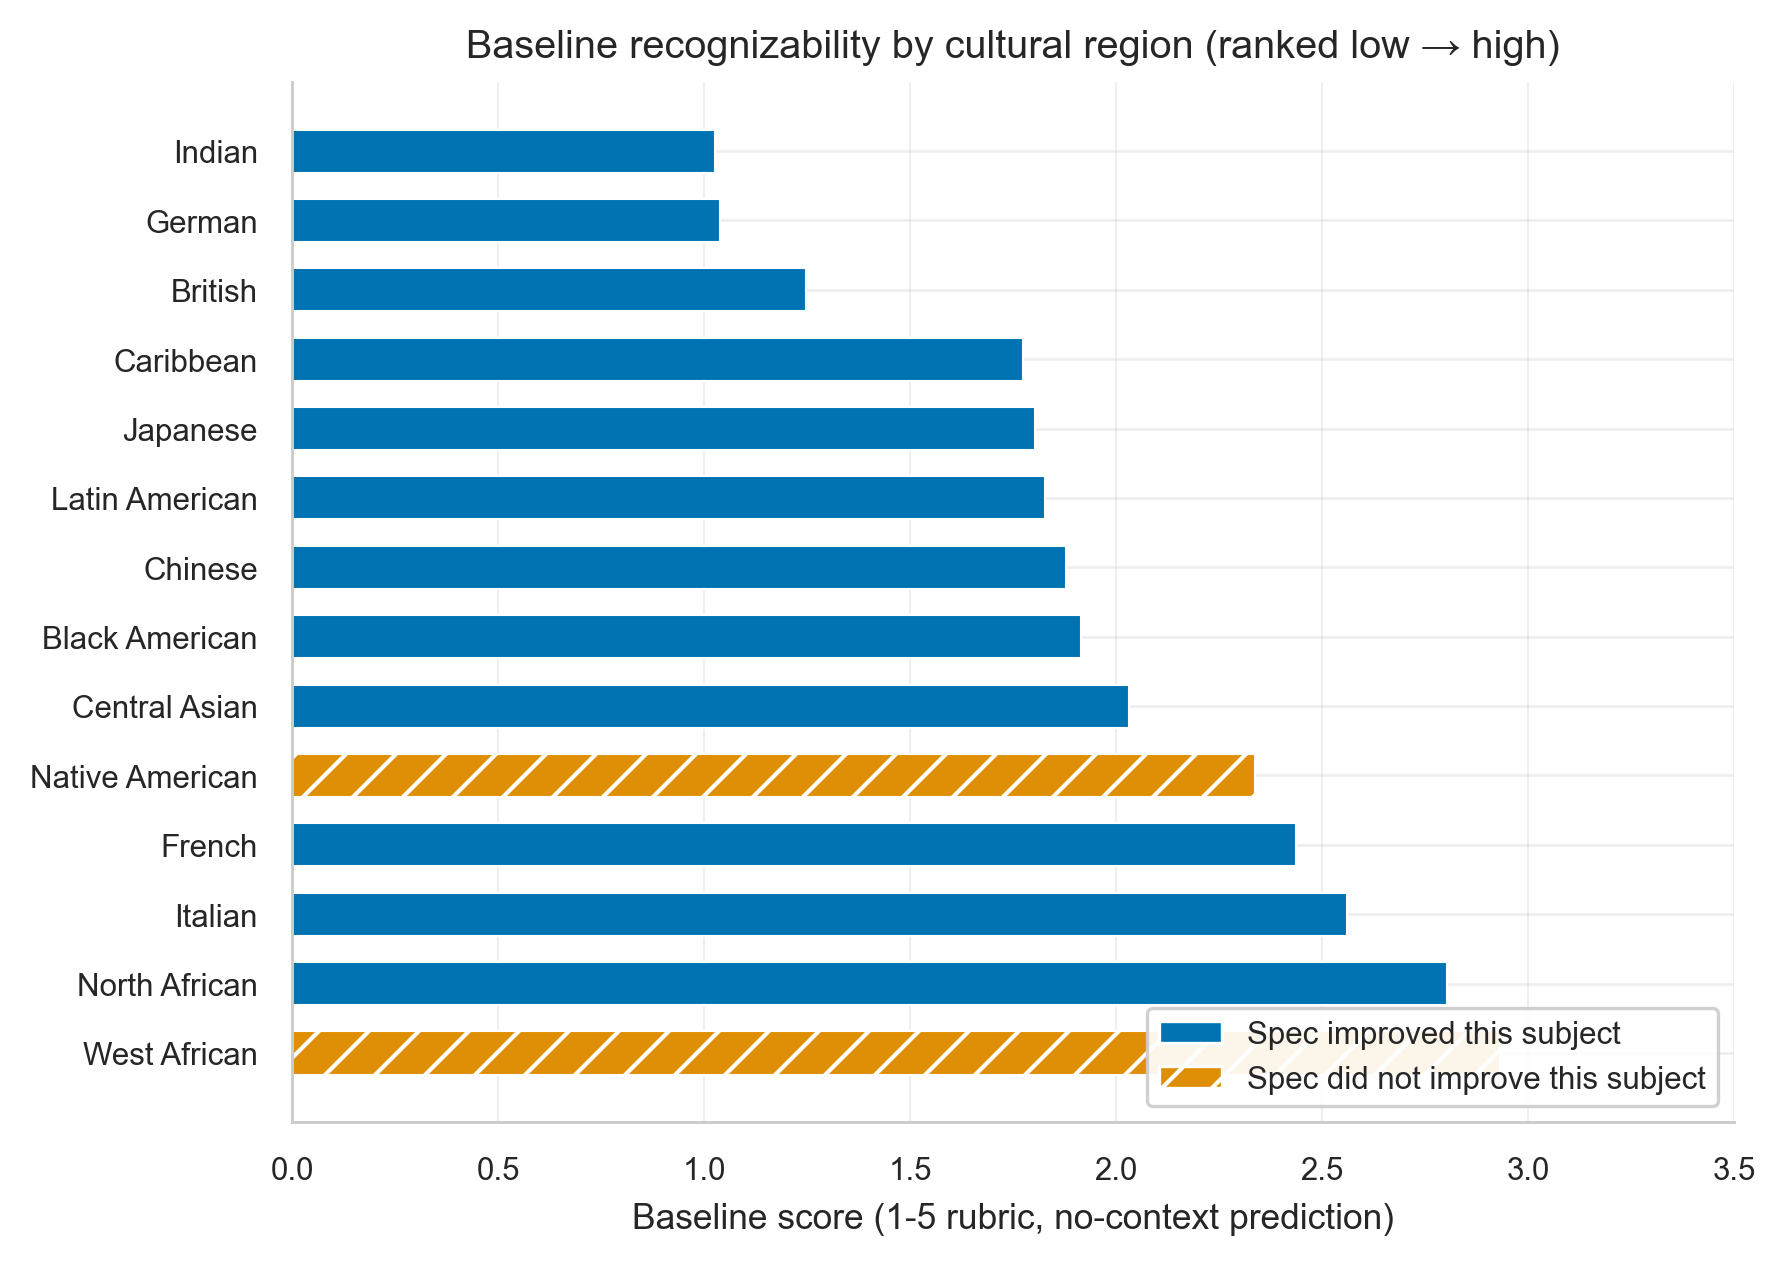 Baseline recognizability by cultural region (ranked low → high)
Indian
German
British
Caribbean
Japanese
Latin American
Chinese
Black American
Central Asian
Native American
French
Italian
North African
West African
Spec improved this subject
Spec did not improve this subject
0.0 0.5 1.0 1.5 2.0 2.5 3.0 3.5
Baseline score (1-5 rubric, no-context prediction)